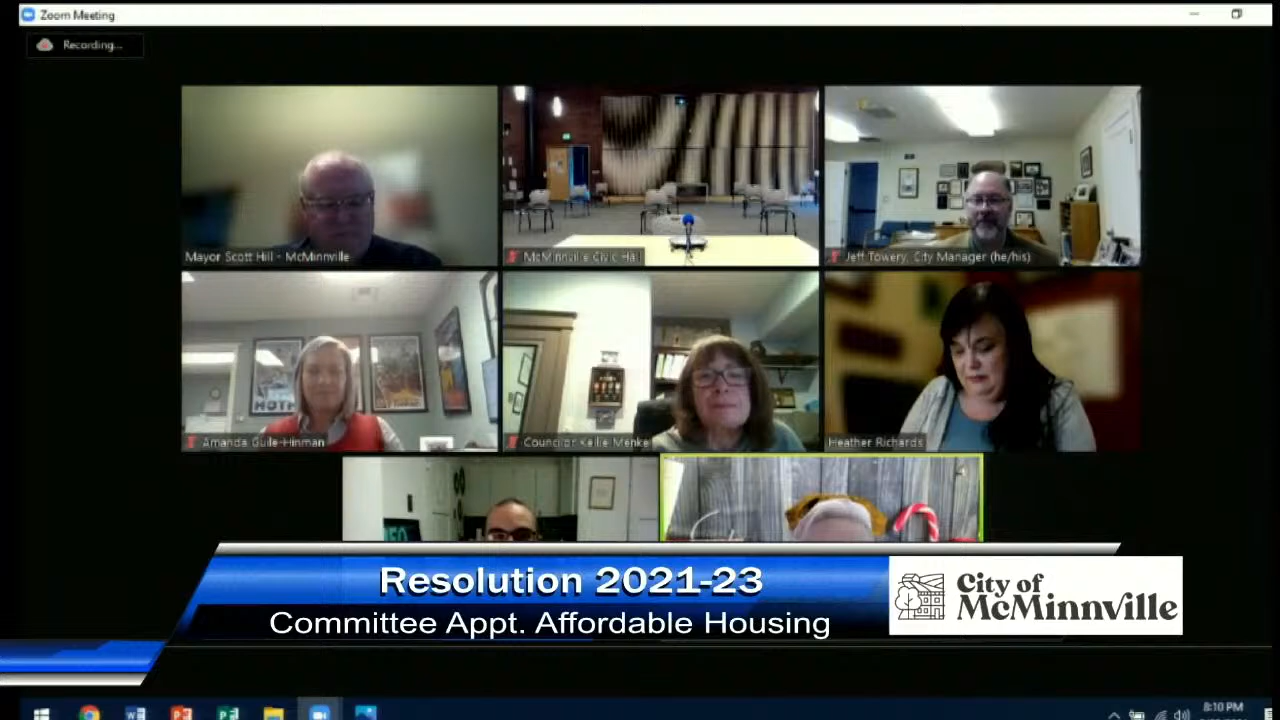 Zoom Meeting
Recording...
Mayor Scott Hill - McMinnville
McMinnville Civic Hall
Jeff Towery, City Manager (he/his)
Amanda Guile-Hinman
Councilor Kellie Menke
Heather Richards
Resolution 2021-23
Committee Appt. Affordable Housing
City of
McMinnville
8:10 PM